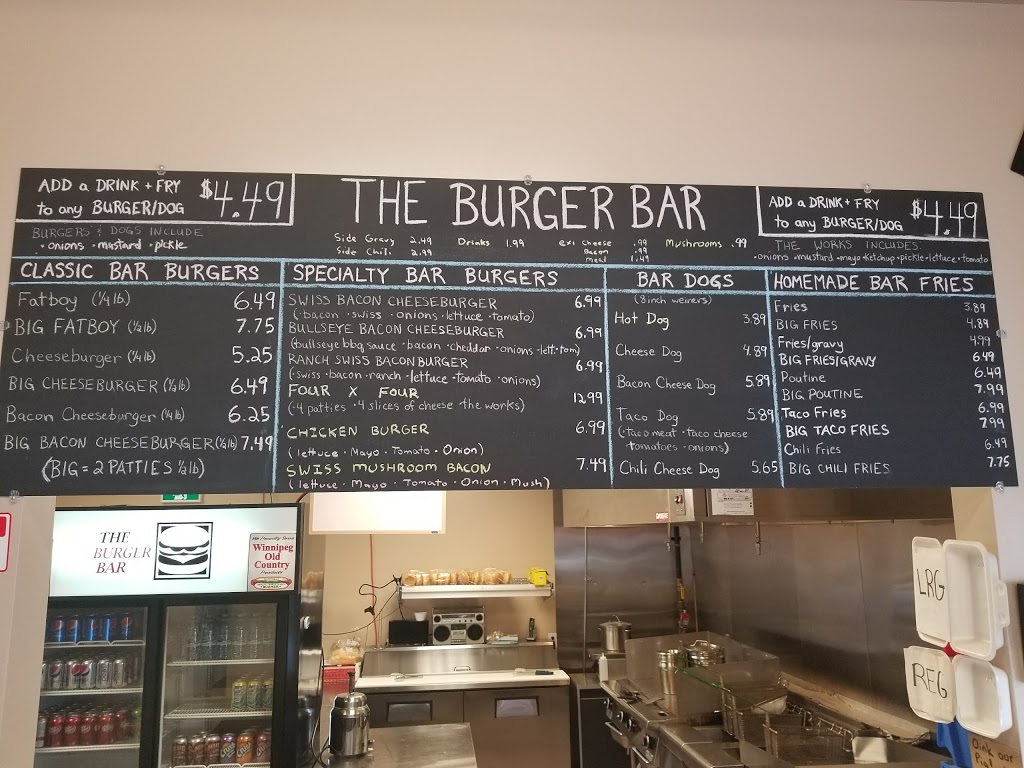 ADD a DRINK + FRY
to any BURGER/DOG
$4.49
THE BURGER BAR
ADD a DRINK + FRY
to any BURGER/DOG
$4.49
BURGERS & DOGS INCLUDE
• onions • mustard • pickle
Side Gravy 2.49 Drinks 1.99
Side Chili 2.99
ex: cheese .99 Mushrooms .99
Bacon .99
meat 1.49
THE WORKS INCLUDES:
• onions • mustard • mayo • ketchup • pickle • lettuce • tomato
CLASSIC BAR BURGERS
Fatboy (1/4 lb) 6.49
BIG FATBOY (1/2 lb) 7.75
Cheeseburger (1/4 lb) 5.25
BIG CHEESEBURGER (1/2 lb) 6.49
Bacon Cheeseburger (1/4 lb) 6.25
BIG BACON CHEESEBURGER (1/2 lb) 7.49
(BIG = 2 PATTIES 1/2 lb)
SPECIALTY BAR BURGERS
SWISS BACON CHEESEBURGER 6.99
(• bacon • swiss • onions • lettuce • tomato)
BULLSEYE BACON CHEESEBURGER 6.99
(bullseye bbq sauce • bacon • cheddar • onions • lett • tom)
RANCH SWISS BACON BURGER 6.99
(• swiss • bacon • ranch • lettuce • tomato • onions)
FOUR X FOUR 12.99
(• 4 patties • 4 slices of cheese • the works)
CHICKEN BURGER 6.99
(lettuce • Mayo • Tomato • Onion)
SWISS MUSHROOM BACON 7.49
(lettuce • Mayo • Tomato • Onion • Mush)
BAR DOGS
(8 inch weiners)
Hot Dog 3.89
Cheese Dog 4.89
Bacon Cheese Dog 5.89
Taco Dog 5.89
(• taco meat • taco cheese
• tomatoes • onions)
Chili Cheese Dog 5.65
HOMEMADE BAR FRIES
Fries 3.89
BIG FRIES 4.89
Fries/gravy 4.99
BIG FRIES/GRAVY 6.49
Poutine 6.49
BIG POUTINE 7.99
Taco Fries 6.99
BIG TACO FRIES 7.99
Chili Fries 6.49
BIG CHILI FRIES 7.75
THE
BURGER
BAR
Winnipeg
Old
Country
LRG
REG
Oink our
Pig!
pepsi